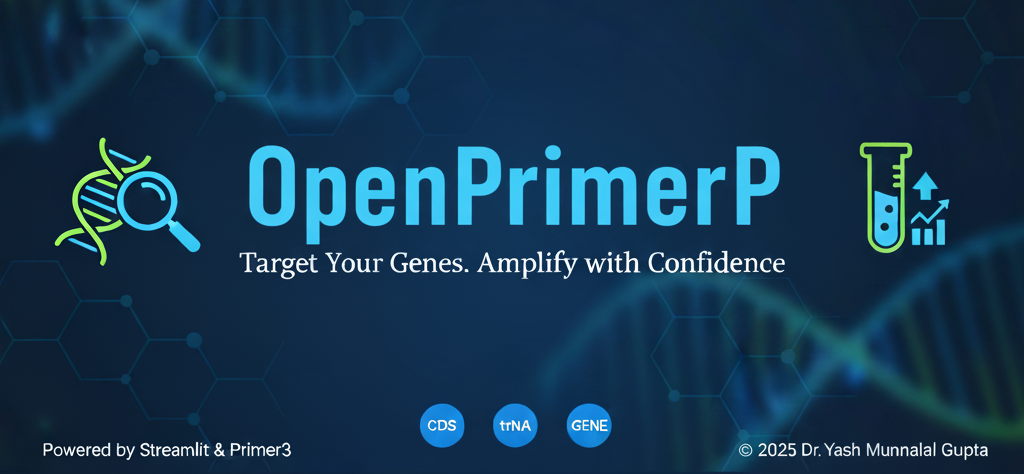 OpenPrimerP
Target Your Genes. Amplify with Confidence
CDS
trNA
GENE
Powered by Streamlit & Primer3
© 2025 Dr. Yash Munnalal Gupta